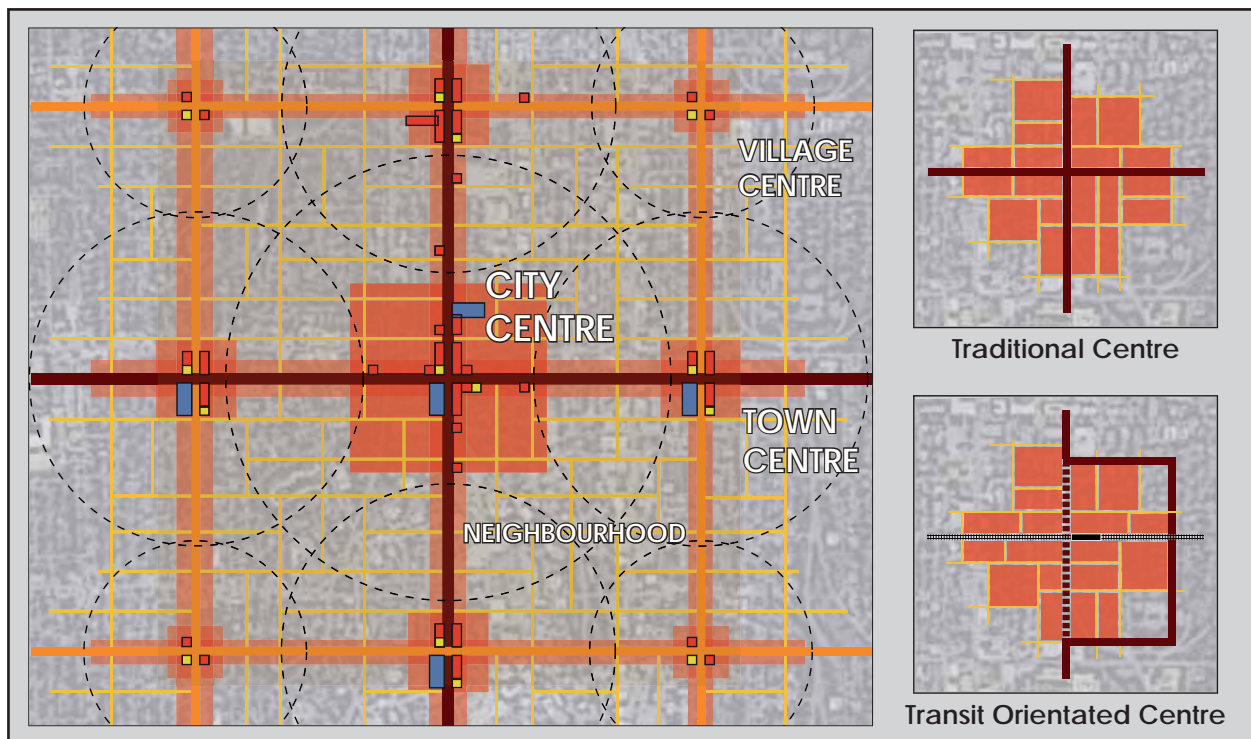 VILLAGE
CENTRE
CITY
CENTRE
TOWN
CENTRE
NEIGHBOURHOOD
Traditional Centre
Transit Orientated Centre